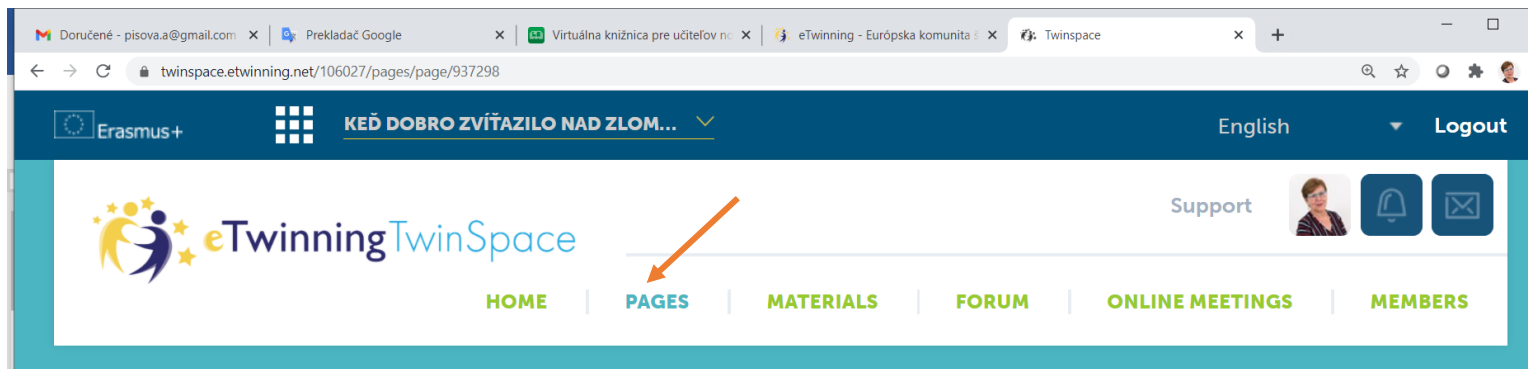 Doručené - pisova.a@gmail.com
Prekladač Google
Virtuálna knižnica pre učiteľov no
eTwinning - Európska komunita š
Twinspace
twinspace.etwinning.net/106027/pages/page/937298
Erasmus+
KEĎ DOBRO ZVÍŤAZILO NAD ZLOM...
English
Logout
eTwinning TwinSpace
Support
HOME
PAGES
MATERIALS
FORUM
ONLINE MEETINGS
MEMBERS